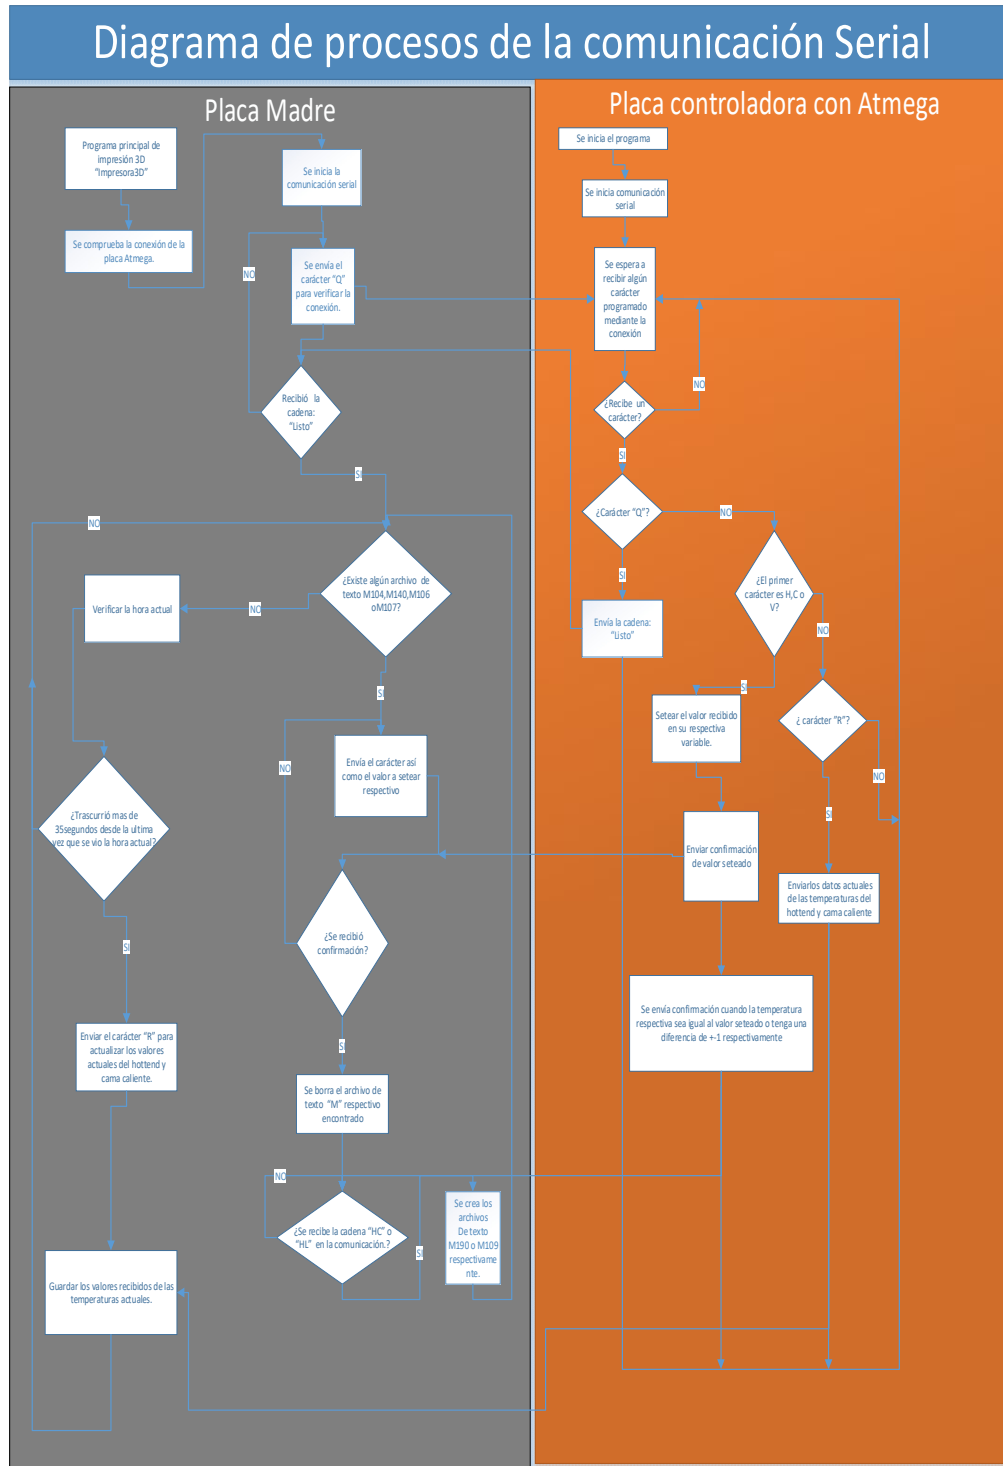 Diagrama de procesos de la comunicación Serial
Placa Madre
Programa principal de
impresión 3D
"Impresora3D"
Se comprueba la conexión de la
placa Atmega.
Se inicia la
comunicación serial
Se envía el
carácter "Q"
para verificar la
conexión.
NO
Recibió la
cadena:
"Listo"
SI
NO
¿Existe algún archivo de
texto M104,M140,M106
oM107?
NO
Verificar la hora actual
SI
Envía el carácter así
como el valor a setear
respectivo
NO
¿Trascurrió mas de
35segundos desde la ultima
vez que se vio la hora actual?
SI
¿Se recibió
confirmación?
SI
Enviar el carácter "R" para
actualizar los valores
actuales del hottend y
cama caliente.
Se borra el archivo de
texto "M" respectivo
encontrado
NO
¿Se recibe la cadena "HC" o
"HL" en la comunicación.?
SI
Se crea los
archivos
De texto
M190 o M109
respectivame
nte.
Guardar los valores recibidos de las
temperaturas actuales.
Placa controladora con Atmega
Se inicia el programa
Se inicia comunicación
serial
Se espera a
recibir algún
carácter
programado
mediante la
conexión
NO
¿Recibe un
carácter?
SI
¿Carácter "Q"?
NO
SI
Envía la cadena:
"Listo"
¿El primer
carácter es H,C o
V?
NO
SI
Setear el valor recibido
en su respectiva
variable.
¿ carácter "R"?
NO
SI
Enviar confirmación
de valor seteado
Enviarlos datos actuales
de las temperaturas del
hottend y cama caliente
Se envía confirmación cuando la temperatura
respectiva sea igual al valor seteado o tenga una
diferencia de +-1 respectivamente